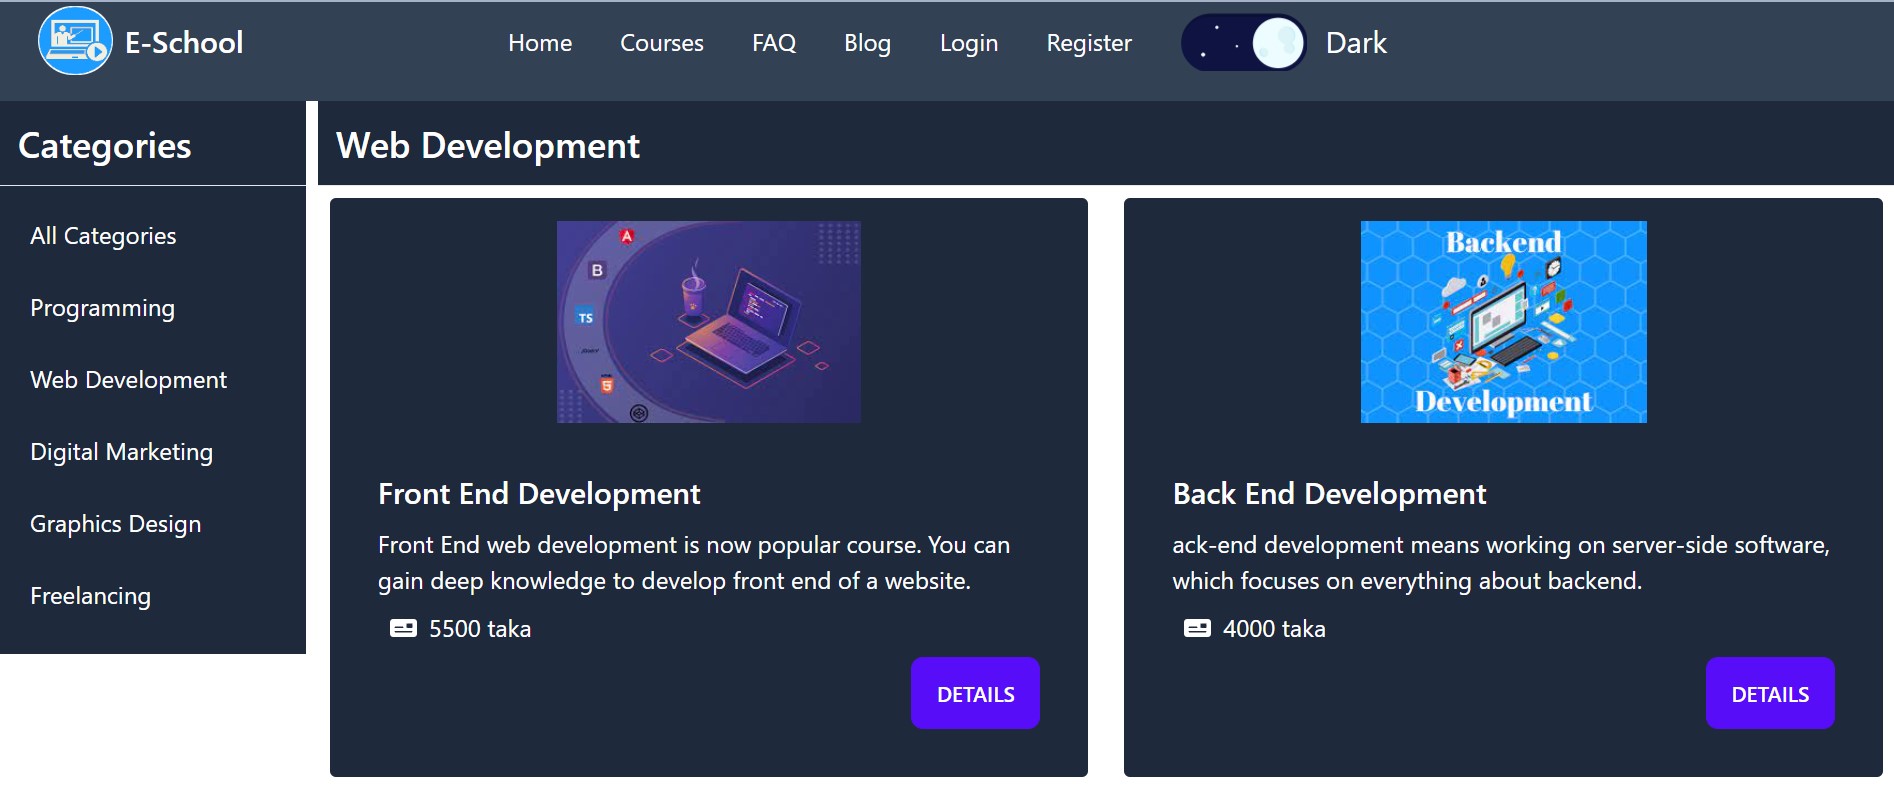 E-School
Home
Courses
FAQ
Blog
Login
Register
Dark
Categories
All Categories
Programming
Web Development
Digital Marketing
Graphics Design
Freelancing
Web Development
A
B
TS
5
Front End Development
Front End web development is now popular course. You can
gain deep knowledge to develop front end of a website.
5500 taka
DETAILS
Backend
Development
Back End Development
ack-end development means working on server-side software,
which focuses on everything about backend.
4000 taka
DETAILS